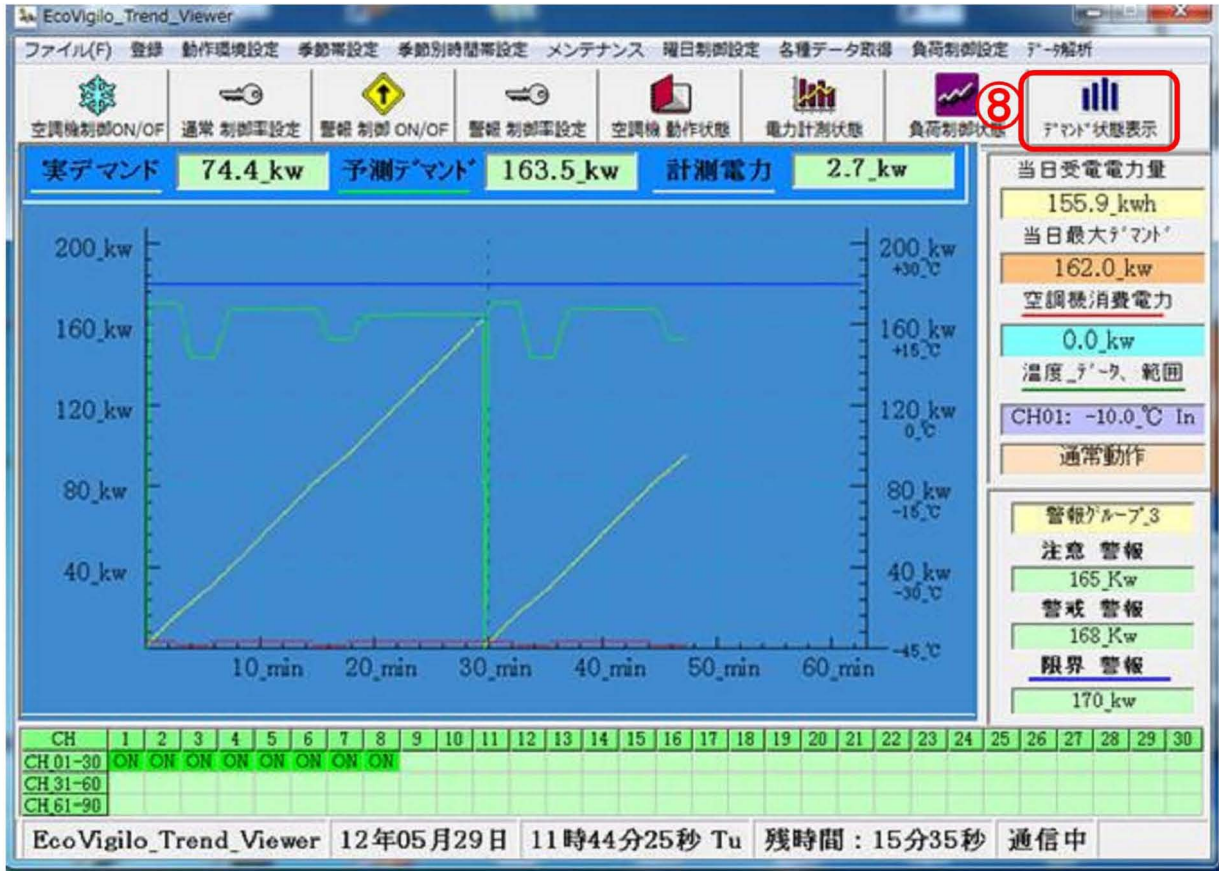 EcoVigilo_Trend_Viewer
ファイル(F) 登録 動作環境設定 季節帯設定 季節別時間帯設定 メンテナンス 曜日制御設定 各種データ取得 負荷制御設定 ﾃﾞｰﾀ解析
空調機制御ON/OF 通常 制御率設定 警報 制御 ON/OF 警報 制御率設定 空調機 動作状態 電力計測状態 負荷制御状態 ⑧ ﾃﾞﾏﾝﾄﾞ状態表示
実デマンド 74.4_kw 予測ﾃﾞﾏﾝﾄﾞ 163.5_kw 計測電力 2.7_kw
200_kw
160_kw
120_kw
80_kw
40_kw
200_kw
+30_℃
160_kw
+15_℃
120_kw
0_℃
80_kw
-15_℃
40_kw
-30_℃
-45_℃
10_min 20_min 30_min 40_min 50_min 60_min
当日受電電力量
155.9_kwh
当日最大ﾃﾞﾏﾝﾄﾞ
162.0_kw
空調機消費電力
0.0_kw
温度_ﾃﾞｰﾀ、範囲
CH01: -10.0_℃ In
通常動作
警報ｸﾞﾙｰﾌﾟ_3
注意 警報
165_Kw
警戒 警報
168_Kw
限界 警報
170_kw
CH 1 2 3 4 5 6 7 8 9 10 11 12 13 14 15 16 17 18 19 20 21 22 23 24 25 26 27 28 29 30
CH_01-30 ON ON ON ON ON ON ON ON
CH_31-60
CH_61-90
EcoVigilo_Trend_Viewer 12年05月29日 11時44分25秒 Tu 残時間：15分35秒 通信中